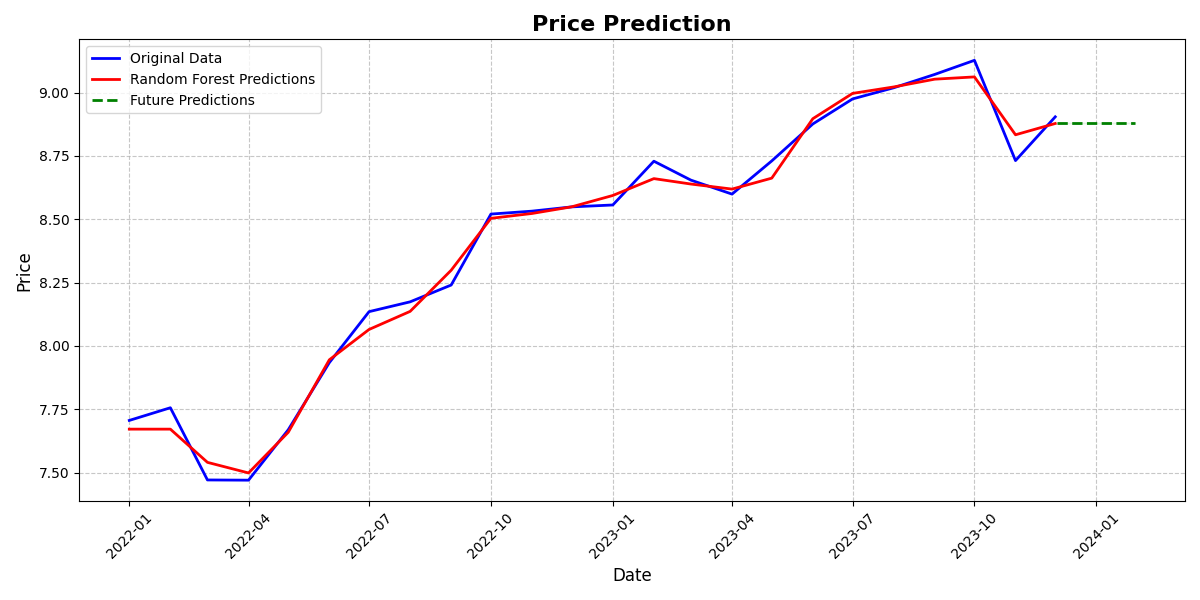 Price Prediction
Original Data
Random Forest Predictions
Future Predictions
Price
9.00
8.75
8.50
8.25
8.00
7.75
7.50
2022-01
2022-04
2022-07
2022-10
2023-01
2023-04
2023-07
2023-10
2024-01
Date